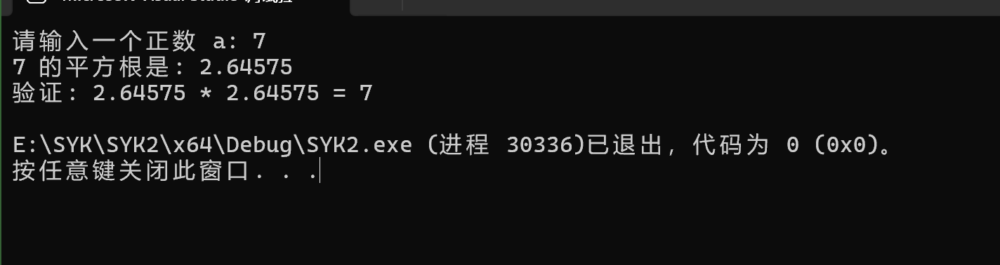 请输入一个正数 a: 7
7 的平方根是: 2.64575
验证: 2.64575 * 2.64575 = 7
E:\SYK\SYK2\x64\Debug\SYK2.exe (进程 30336)已退出，代码为 0 (0x0)。
按任意键关闭此窗口. . .